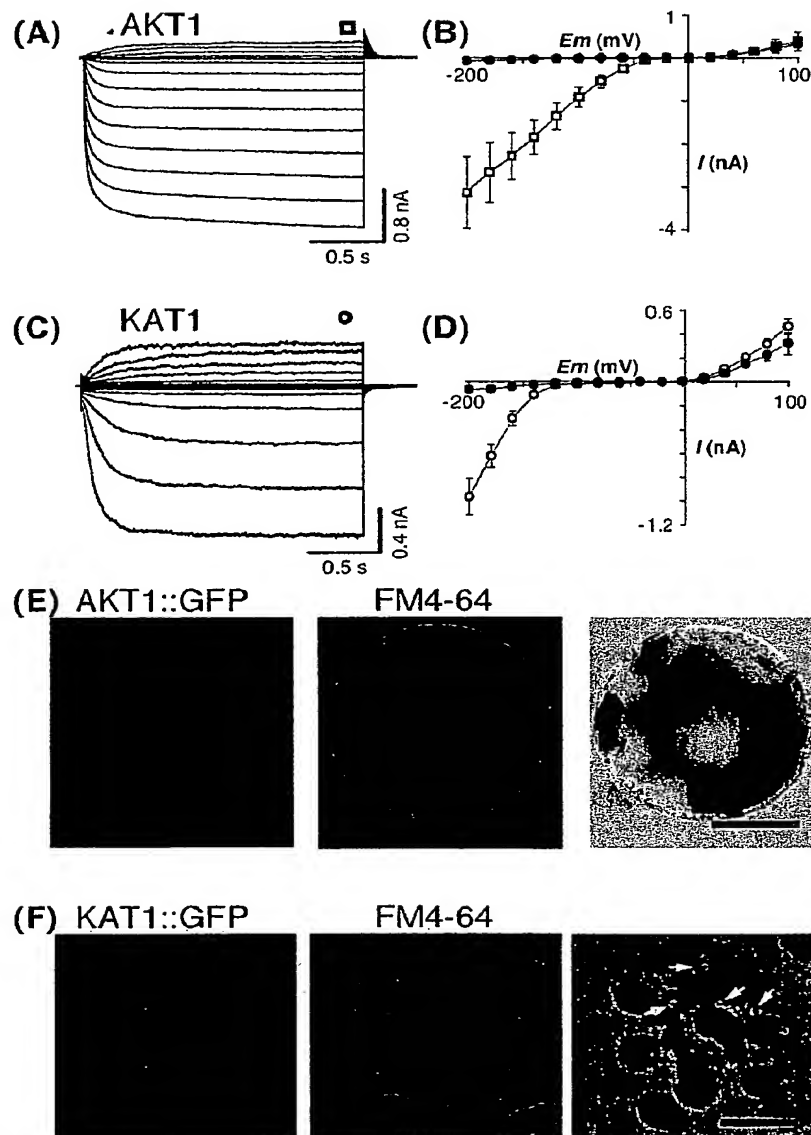 (A) AKT1
0.8 nA
0.5 s
(B)
1
Em (mV)
-200
100
I (nA)
-4
(C) KAT1
0.4 nA
0.5 s
(D)
0.6
Em (mV)
-200
100
I (nA)
-1.2
(E) AKT1::GFP FM4-64
(F) KAT1::GFP FM4-64